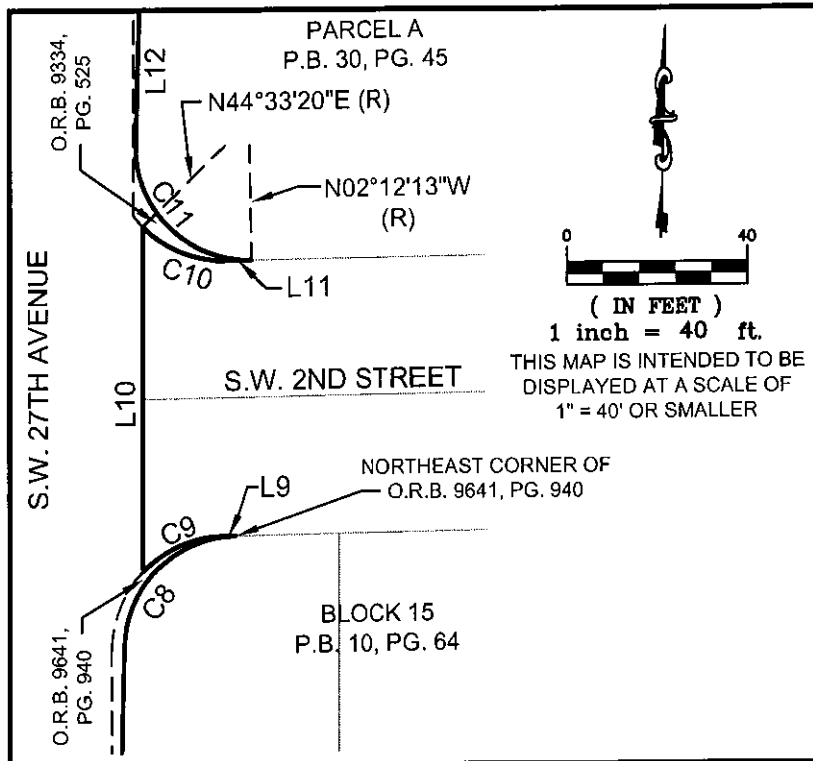 PARCEL A
P.B. 30, PG. 45
O.R.B. 9334,
PG. 525
L12
N44°33'20"E (R)
N02°12'13"W
(R)
C11
C10
L11
0 40
( IN FEET )
1 inch = 40 ft.
THIS MAP IS INTENDED TO BE
DISPLAYED AT A SCALE OF
1" = 40' OR SMALLER
S.W. 27TH AVENUE
L10
S.W. 2ND STREET
NORTHEAST CORNER OF
O.R.B. 9641, PG. 940
L9
C9
C8
BLOCK 15
P.B. 10, PG. 64
O.R.B. 9641,
PG. 940